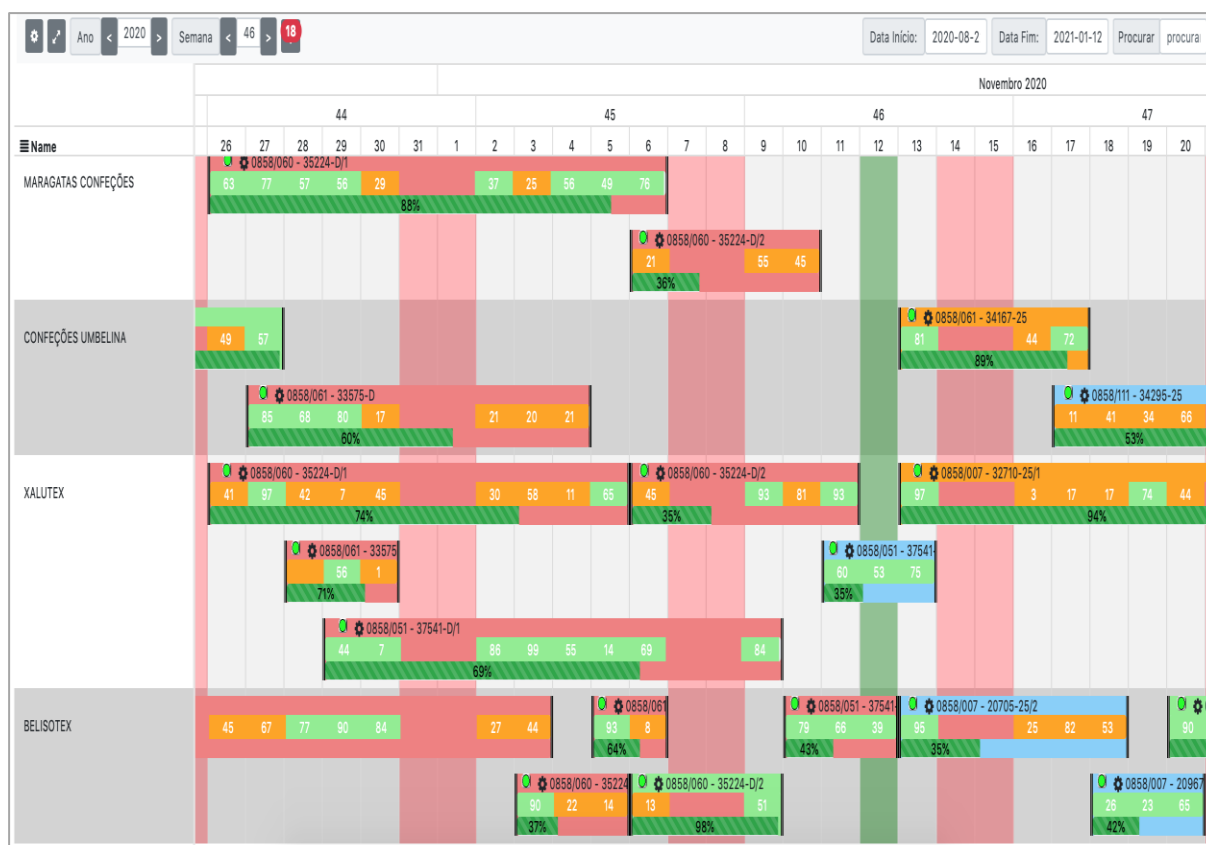 Ano < 2020 > Semana < 46 > 18 Data Início: 2020-08-2 Data Fim: 2021-01-12 Procurar procura
Novembro 2020
44 45 46 47
Name 26 27 28 29 30 31 1 2 3 4 5 6 7 8 9 10 11 12 13 14 15 16 17 18 19 20
0858/060 - 35224-D/1
MARAGATAS CONFEÇÕES 63 77 57 56 29 37 25 56 49 76
88%
0858/060 - 35224-D/2
21 55 45
36%
0858/061 - 34167-25
CONFEÇÕES UMBELINA 49 57 81 44 72
89%
0858/061 - 33575-D 0858/111 - 34295-25
85 68 80 17 21 20 21 11 41 34 66
60% 53%
0858/060 - 35224-D/1 0858/060 - 35224-D/2 0858/007 - 32710-25/1
XALUTEX 41 97 42 7 45 30 58 11 65 45 93 81 93 97 3 17 17 74 44
74% 35% 94%
0858/061 - 33575 0858/051 - 37541-
56 1 60 53 75
71% 35%
0858/051 - 37541-D/1
44 7 86 99 55 14 69 84
69%
0858/061 0858/051 - 37541- 0858/007 - 20705-25/2
BELISOTEX 45 67 77 90 84 27 44 93 8 79 66 39 95 25 82 53 90
64% 43% 35%
0858/060 - 35224 0858/060 - 35224-D/2 0858/007 - 20967
90 22 14 13 51 26 23 65
37% 98% 42%